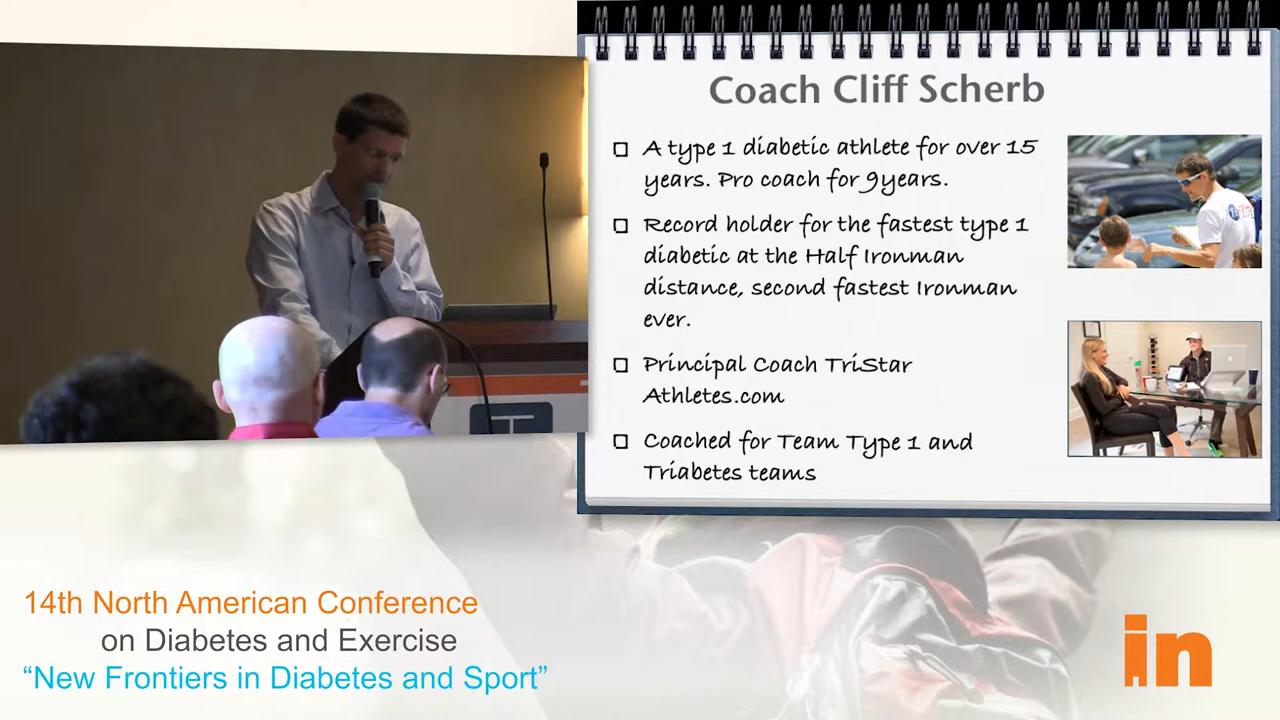 Coach Cliff Scherb
A type 1 diabetic athlete for over 15
years. Pro coach for 9years.
Record holder for the fastest type 1
diabetic at the Half Ironman
distance, second fastest Ironman
ever.
Principal Coach TriStar
Athletes.com
Coached for Team Type 1 and
Triabetes teams
14th North American Conference
on Diabetes and Exercise
“New Frontiers in Diabetes and Sport”
in